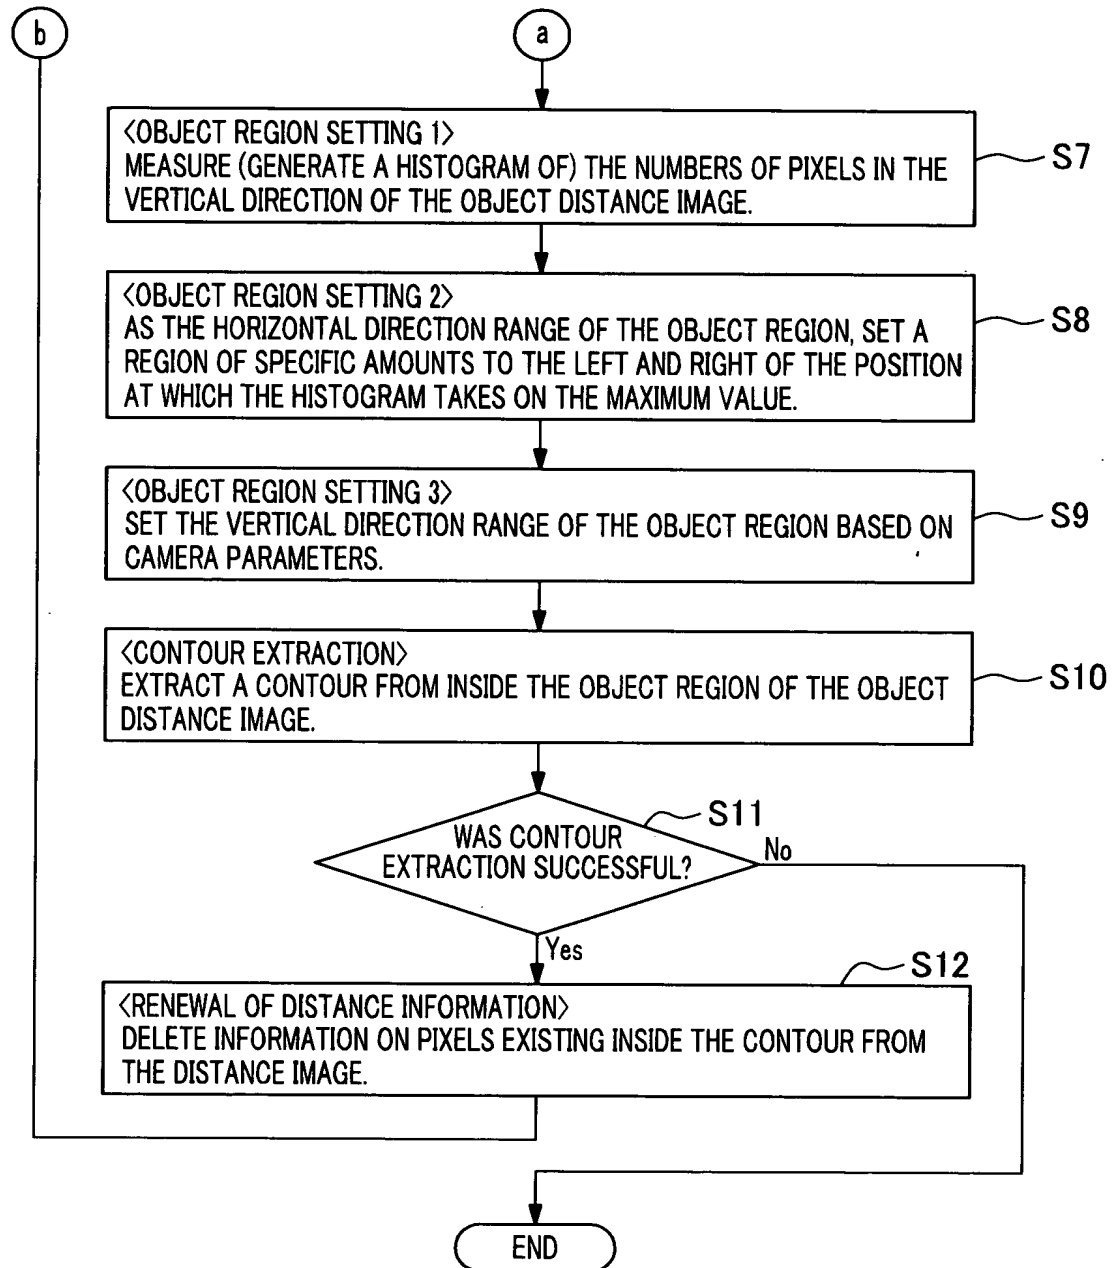 b
a
<OBJECT REGION SETTING 1>
MEASURE (GENERATE A HISTOGRAM OF) THE NUMBERS OF PIXELS IN THE
VERTICAL DIRECTION OF THE OBJECT DISTANCE IMAGE.
S7
<OBJECT REGION SETTING 2>
AS THE HORIZONTAL DIRECTION RANGE OF THE OBJECT REGION, SET A
REGION OF SPECIFIC AMOUNTS TO THE LEFT AND RIGHT OF THE POSITION
AT WHICH THE HISTOGRAM TAKES ON THE MAXIMUM VALUE.
S8
<OBJECT REGION SETTING 3>
SET THE VERTICAL DIRECTION RANGE OF THE OBJECT REGION BASED ON
CAMERA PARAMETERS.
S9
<CONTOUR EXTRACTION>
EXTRACT A CONTOUR FROM INSIDE THE OBJECT REGION OF THE OBJECT
DISTANCE IMAGE.
S10
WAS CONTOUR
EXTRACTION SUCCESSFUL?
S11
No
Yes
<RENEWAL OF DISTANCE INFORMATION>
DELETE INFORMATION ON PIXELS EXISTING INSIDE THE CONTOUR FROM
THE DISTANCE IMAGE.
S12
END